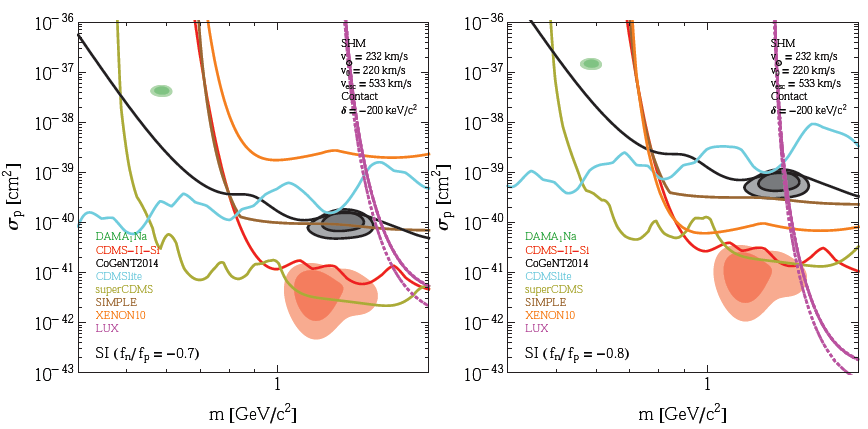 10⁻³⁶
10⁻³⁷
10⁻³⁸
10⁻³⁹
10⁻⁴⁰
10⁻⁴¹
10⁻⁴²
10⁻⁴³
σp [cm²]
SHM
v⊙ = 232 km/s
v₀ = 220 km/s
vesc = 533 km/s
Contact
δ = −200 keV/c²
DAMA,Na
CDMS−II−Si
CoGeNT2014
CDMSlite
superCDMS
SIMPLE
XENON10
LUX
SI (fn/fp = −0.7)
1
m [GeV/c²]
10⁻³⁶
10⁻³⁷
10⁻³⁸
10⁻³⁹
10⁻⁴⁰
10⁻⁴¹
10⁻⁴²
10⁻⁴³
σp [cm²]
SHM
v⊙ = 232 km/s
v₀ = 220 km/s
vesc = 533 km/s
Contact
δ = −200 keV/c²
DAMA,Na
CDMS−II−Si
CoGeNT2014
CDMSlite
superCDMS
SIMPLE
XENON10
LUX
SI (fn/fp = −0.8)
1
m [GeV/c²]